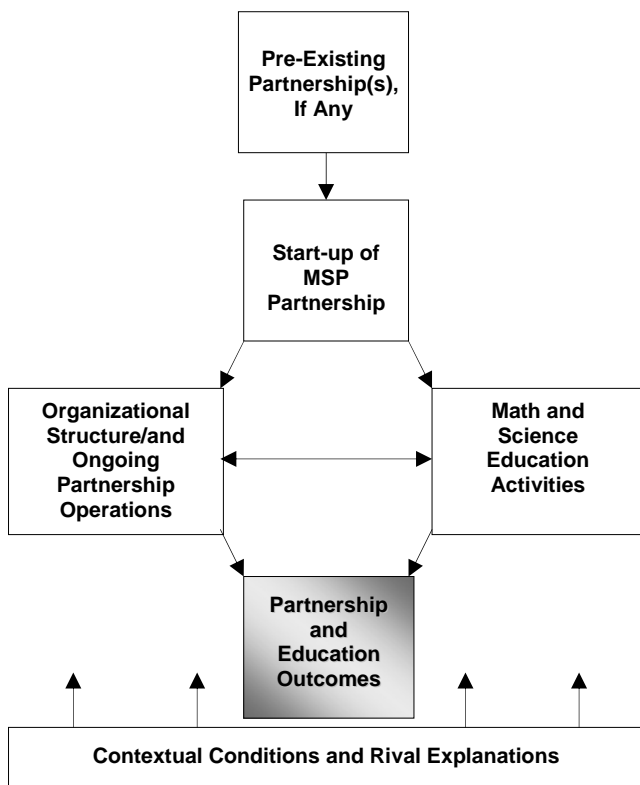 Pre-Existing
Partnership(s),
If Any
Start-up of
MSP
Partnership
Organizational
Structure/and
Ongoing
Partnership
Operations
Math and
Science
Education
Activities
Partnership
and
Education
Outcomes
Contextual Conditions and Rival Explanations